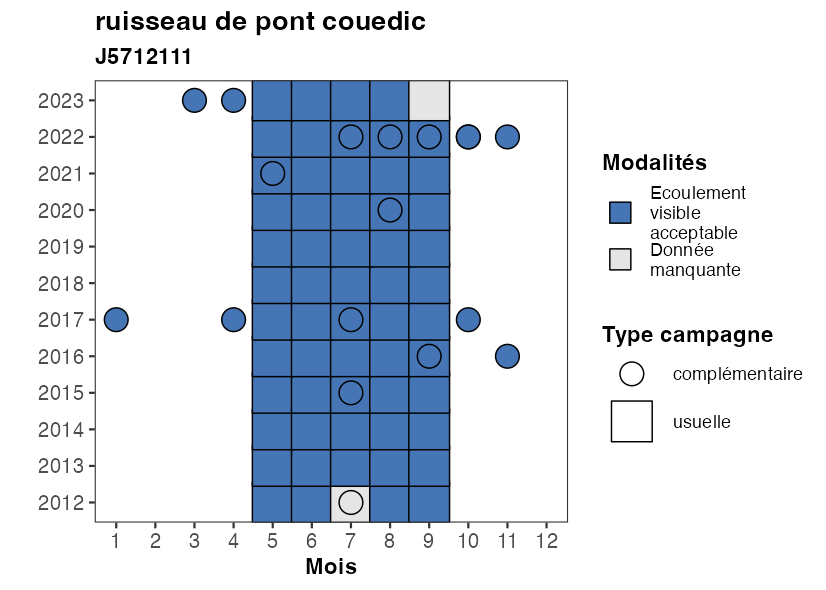 ruisseau de pont couedic
J5712111
2023
2022
2021
2020
2019
2018
2017
2016
2015
2014
2013
2012
1 2 3 4 5 6 7 8 9 10 11 12
Mois
Modalités
Ecoulement
visible
acceptable
Donnée
manquante
Type campagne
complémentaire
usuelle